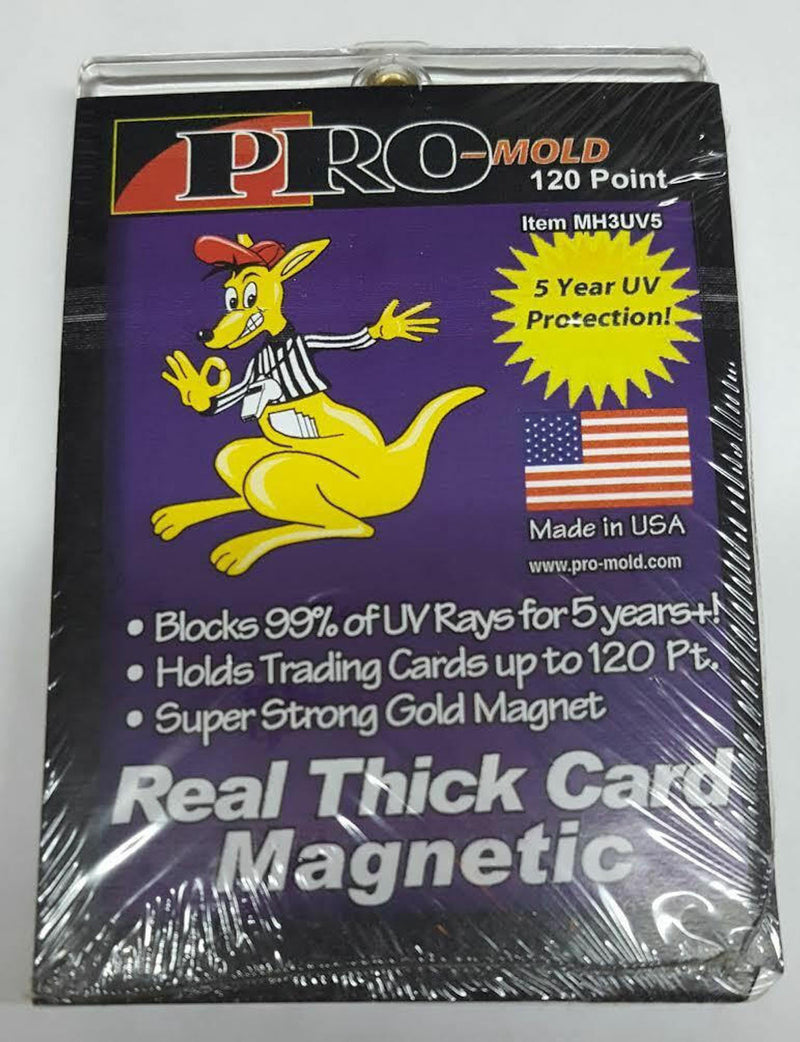 PRO-MOLD
120 Point
Item MH3UV5
5 Year UV
Protection!
Made in USA
www.pro-mold.com
• Blocks 99% of UV Rays for 5 years+!
• Holds Trading Cards up to 120 Pt.
• Super Strong Gold Magnet
Real Thick Card
Magnetic